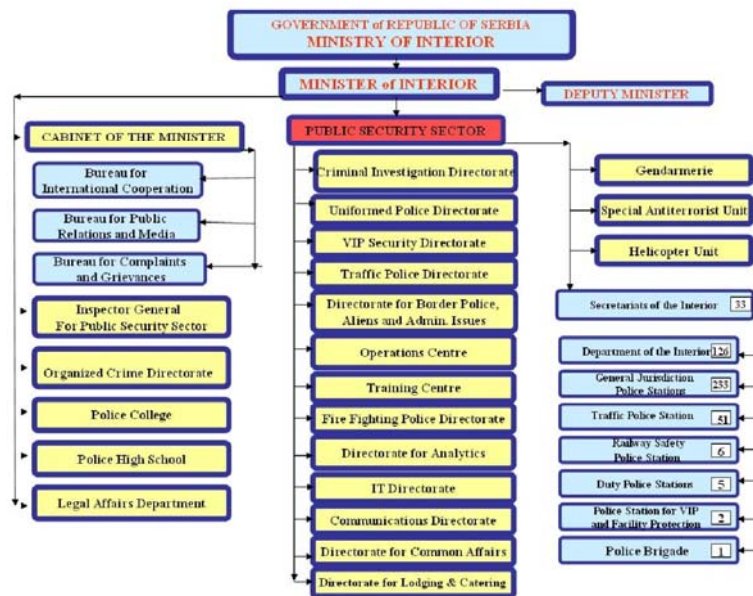 GOVERNMENT of REPUBLIC OF SERBIA
MINISTRY OF INTERIOR
MINISTER of INTERIOR
DEPUTY MINISTER
CABINET OF THE MINISTER
Bureau for
International Cooperation
Bureau for Public
Relations and Media
Bureau for Complaints
and Grievances
Inspector General
For Public Security Sector
Organized Crime Directorate
Police College
Police High School
Legal Affairs Department
PUBLIC SECURITY SECTOR
Criminal Investigation Directorate
Uniformed Police Directorate
VIP Security Directorate
Traffic Police Directorate
Directorate for Border Police,
Aliens and Admin. Issues
Operations Centre
Training Centre
Fire Fighting Police Directorate
Directorate for Analytics
IT Directorate
Communications Directorate
Directorate for Common Affairs
Directorate for Lodging & Catering
Gendarmerie
Special Antiterrorist Unit
Helicopter Unit
Secretariats of the Interior 33
Department of the Interior 126
General Jurisdiction
Police Stations 233
Traffic Police Station 51
Railway Safety
Police Station 6
Duty Police Stations 5
Police Station for VIP
and Facility Protection 2
Police Brigade 1